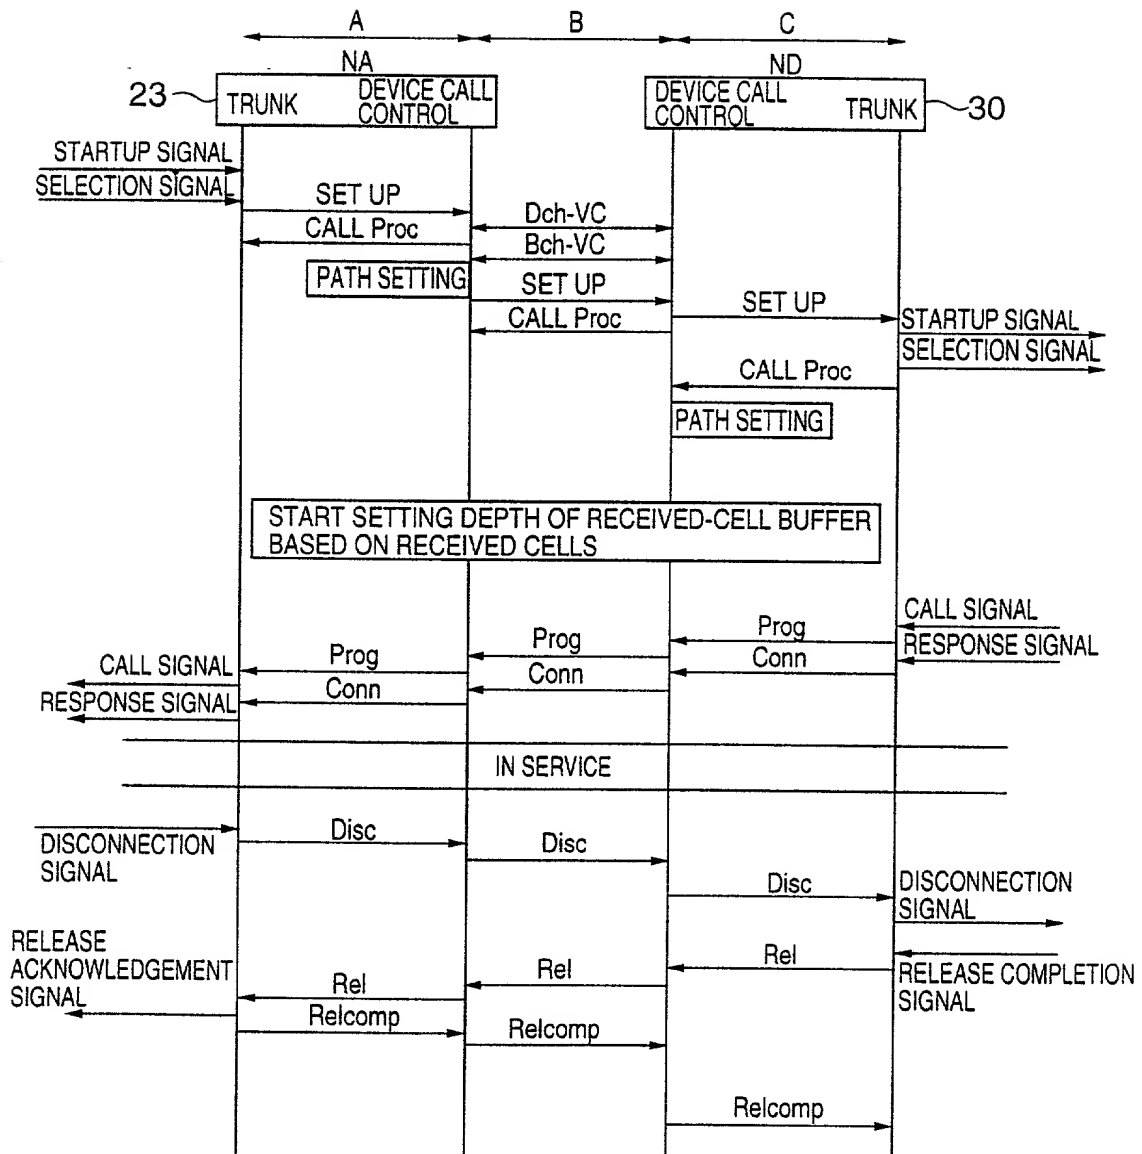 A
B
C
NA
ND
23
TRUNK
DEVICE CALL
CONTROL
DEVICE CALL
CONTROL
TRUNK
30
STARTUP SIGNAL
SELECTION SIGNAL
SET UP
Dch-VC
CALL Proc
Bch-VC
PATH SETTING
SET UP
SET UP
CALL Proc
STARTUP SIGNAL
SELECTION SIGNAL
CALL Proc
PATH SETTING
START SETTING DEPTH OF RECEIVED-CELL BUFFER
BASED ON RECEIVED CELLS
CALL SIGNAL
Prog
RESPONSE SIGNAL
Prog
Conn
Prog
CALL SIGNAL
Conn
Conn
RESPONSE SIGNAL
IN SERVICE
Disc
DISCONNECTION
SIGNAL
Disc
Disc
DISCONNECTION
SIGNAL
RELEASE
ACKNOWLEDGEMENT
SIGNAL
Rel
RELEASE COMPLETION
SIGNAL
Rel
Rel
Relcomp
Relcomp
Relcomp